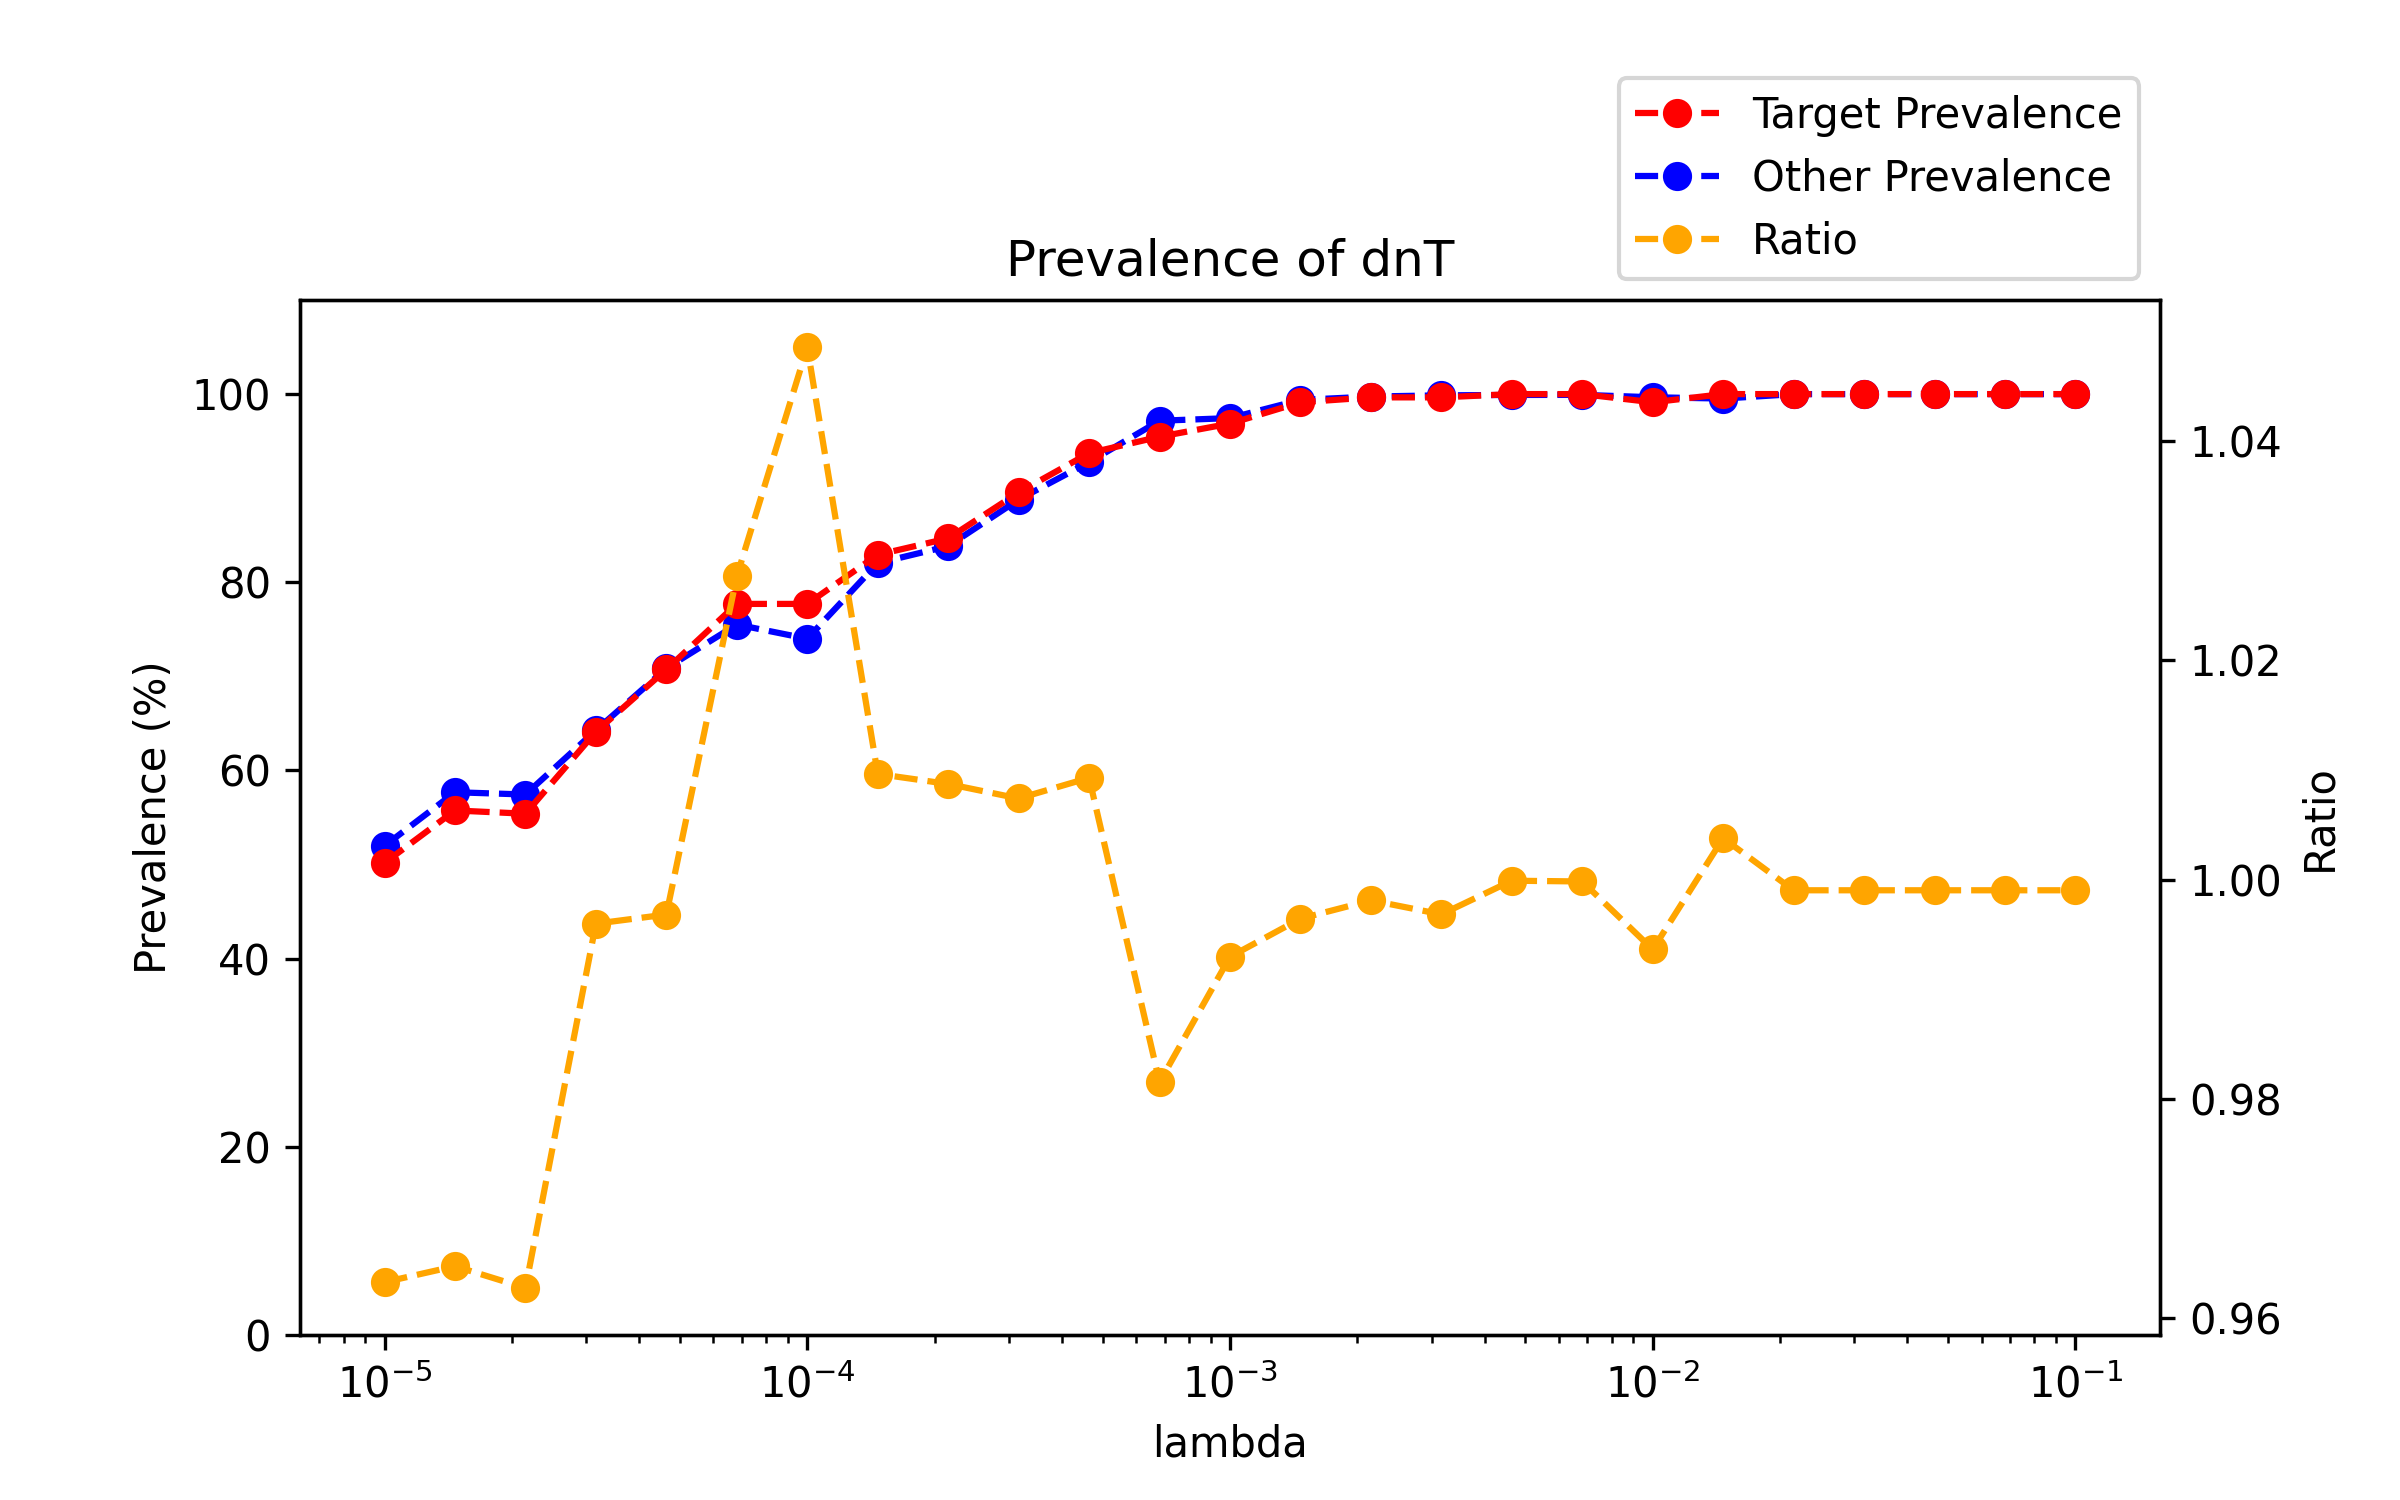 Target Prevalence
Other Prevalence
Ratio
Prevalence of dnT
Prevalence (%)
100
80
60
40
20
0
1.04
1.02
1.00
0.98
0.96
Ratio
10⁻⁵ 10⁻⁴ 10⁻³ 10⁻² 10⁻¹
lambda